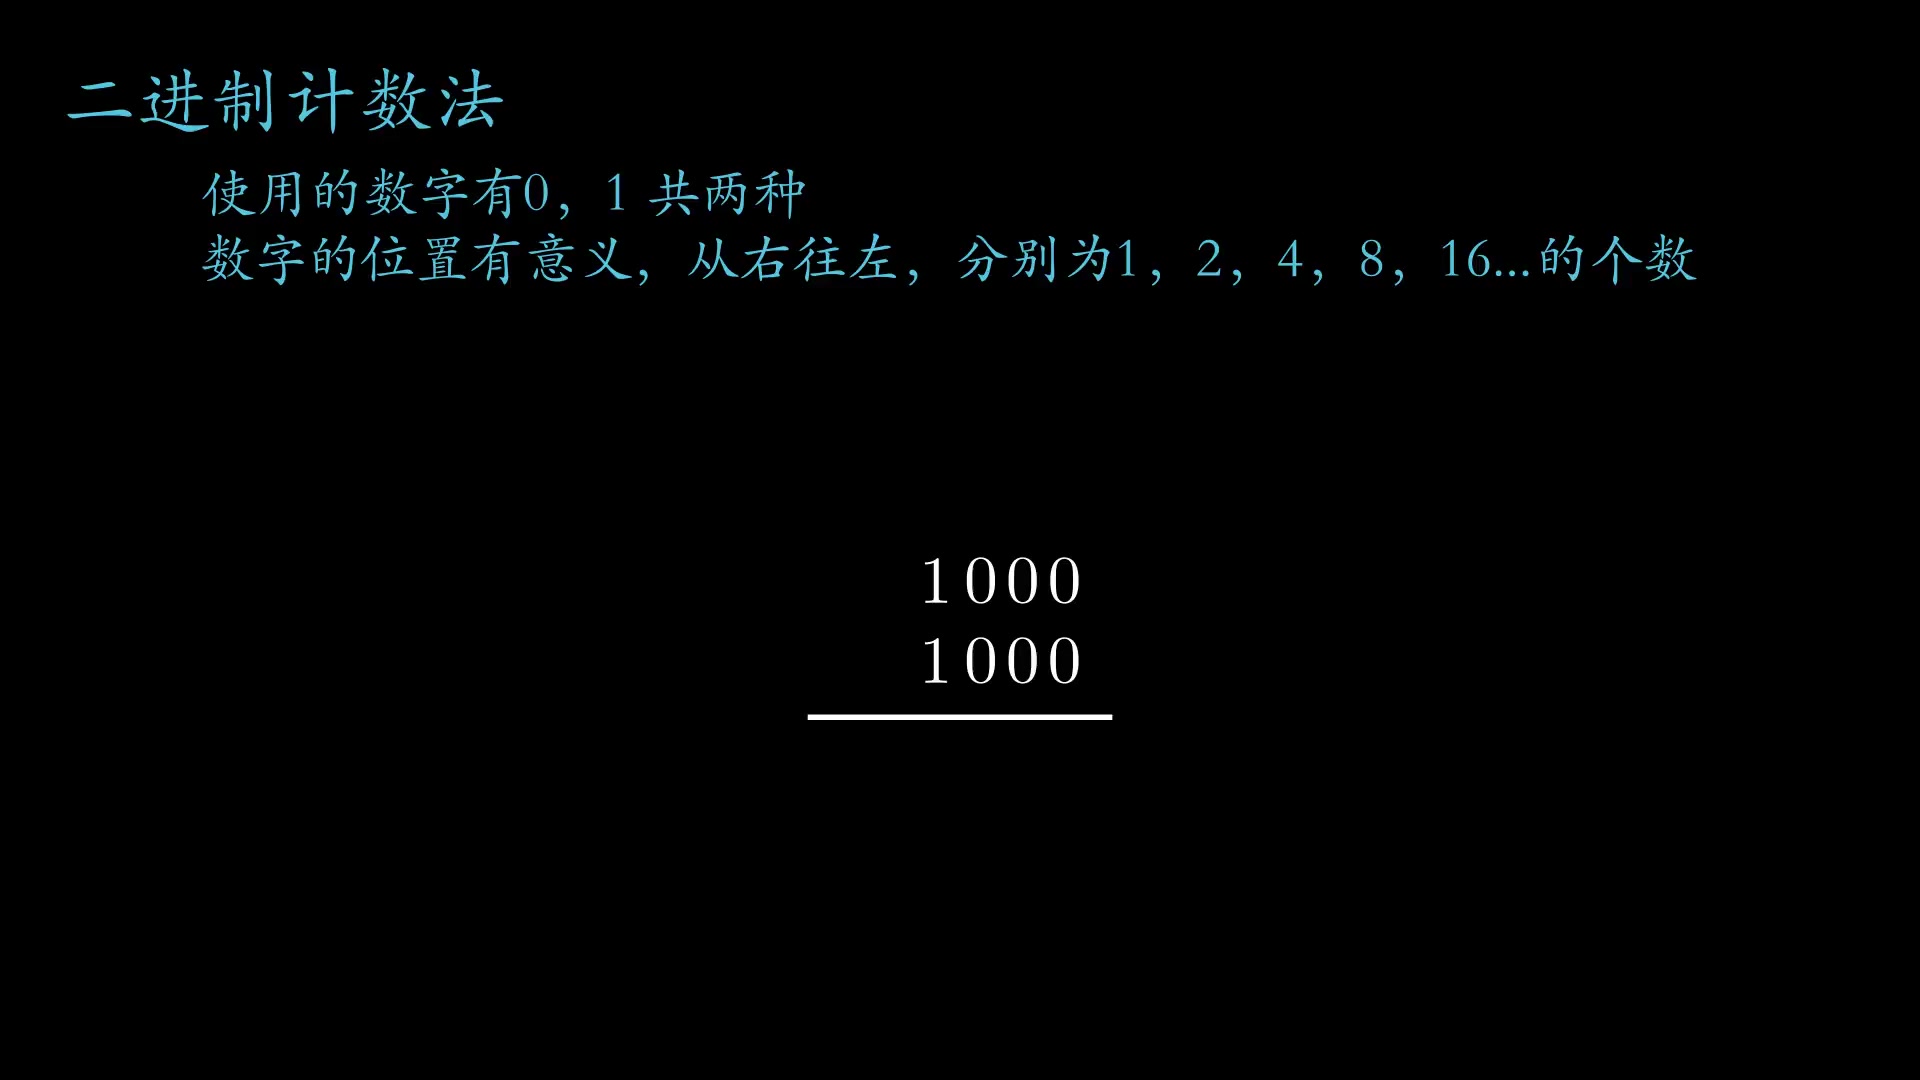 二进制计数法
使用的数字有0，1 共两种
数字的位置有意义，从右往左，分别为1，2，4，8，16...的个数
1000
1000